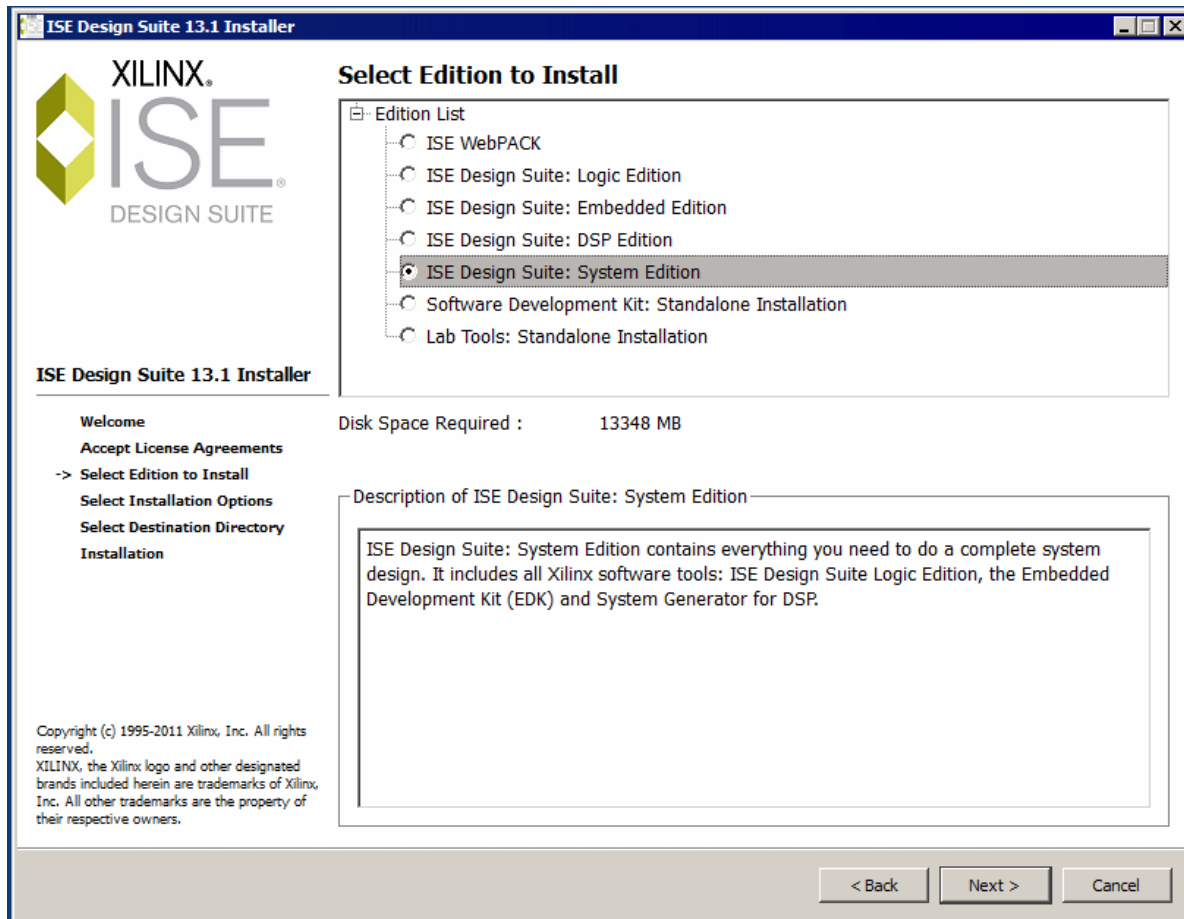 ISE Design Suite 13.1 Installer
XILINX®
ISE®
DESIGN SUITE
ISE Design Suite 13.1 Installer
Welcome
Accept License Agreements
-> Select Edition to Install
Select Installation Options
Select Destination Directory
Installation
Copyright (c) 1995-2011 Xilinx, Inc. All rights
reserved.
XILINX, the Xilinx logo and other designated
brands included herein are trademarks of Xilinx,
Inc. All other trademarks are the property of
their respective owners.
Select Edition to Install
Edition List
ISE WebPACK
ISE Design Suite: Logic Edition
ISE Design Suite: Embedded Edition
ISE Design Suite: DSP Edition
ISE Design Suite: System Edition
Software Development Kit: Standalone Installation
Lab Tools: Standalone Installation
Disk Space Required : 13348 MB
Description of ISE Design Suite: System Edition
ISE Design Suite: System Edition contains everything you need to do a complete system
design. It includes all Xilinx software tools: ISE Design Suite Logic Edition, the Embedded
Development Kit (EDK) and System Generator for DSP.
< Back
Next >
Cancel